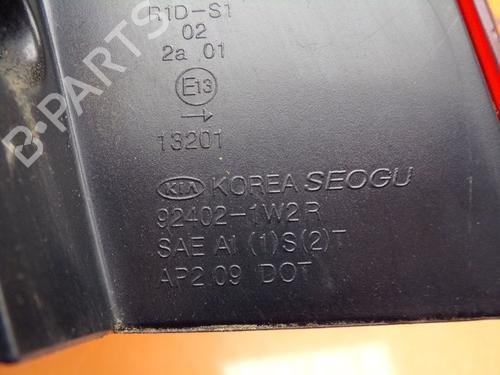 R1D-S1
02
2a 01
E13
13201
KIA KOREA SEOGU
92402-1W2R
SAE AI (1)S(2)T
AP2.09 DOT
B-PARTS